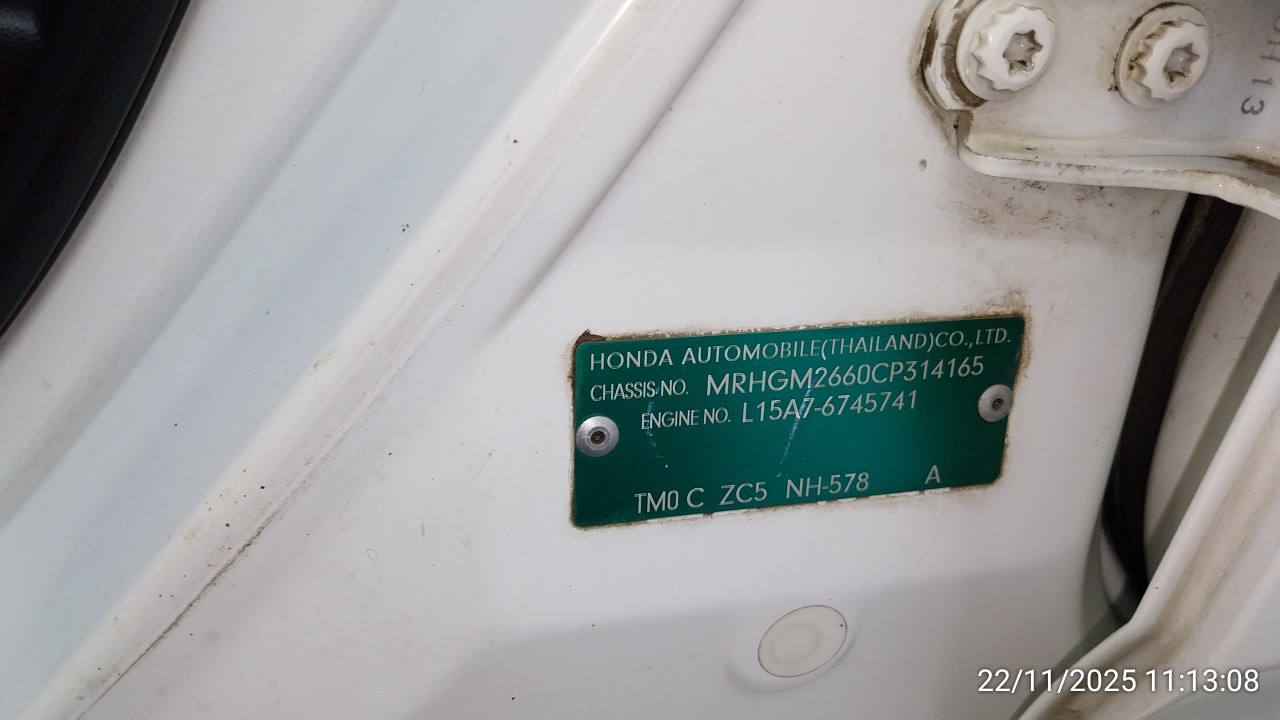 HONDA AUTOMOBILE(THAILAND)CO.,LTD.
CHASSIS NO. MRHGM2660CP314165
ENGINE NO. L15A7-6745741
TM0 C ZC5 NH-578 A
22/11/2025 11:13:08